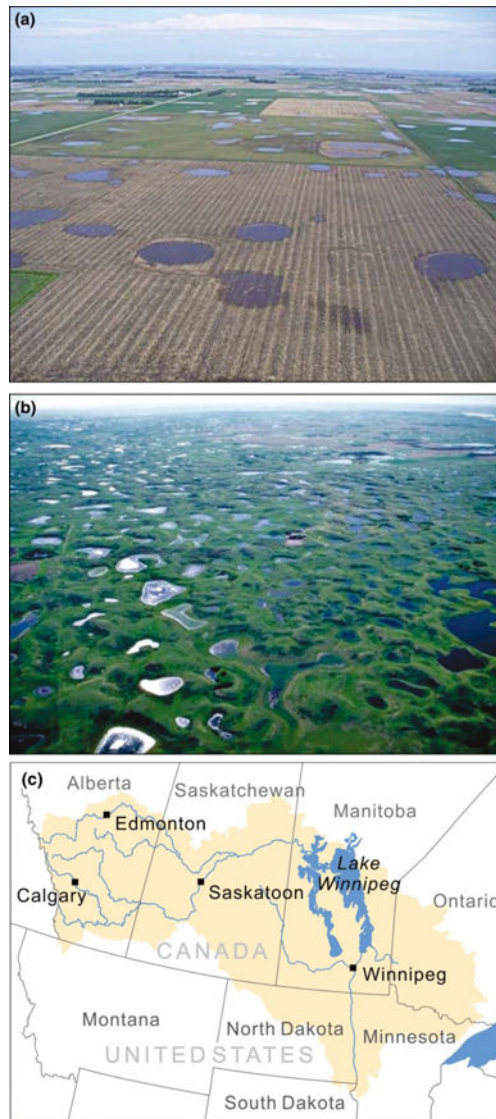 (a)
(b)
(c)
Alberta
Saskatchewan
Manitoba
Edmonton
Lake
Winnipeg
Calgary
Saskatoon
Ontario
CANADA
Winnipeg
Montana
North Dakota
Minnesota
UNITED STATES
South Dakota